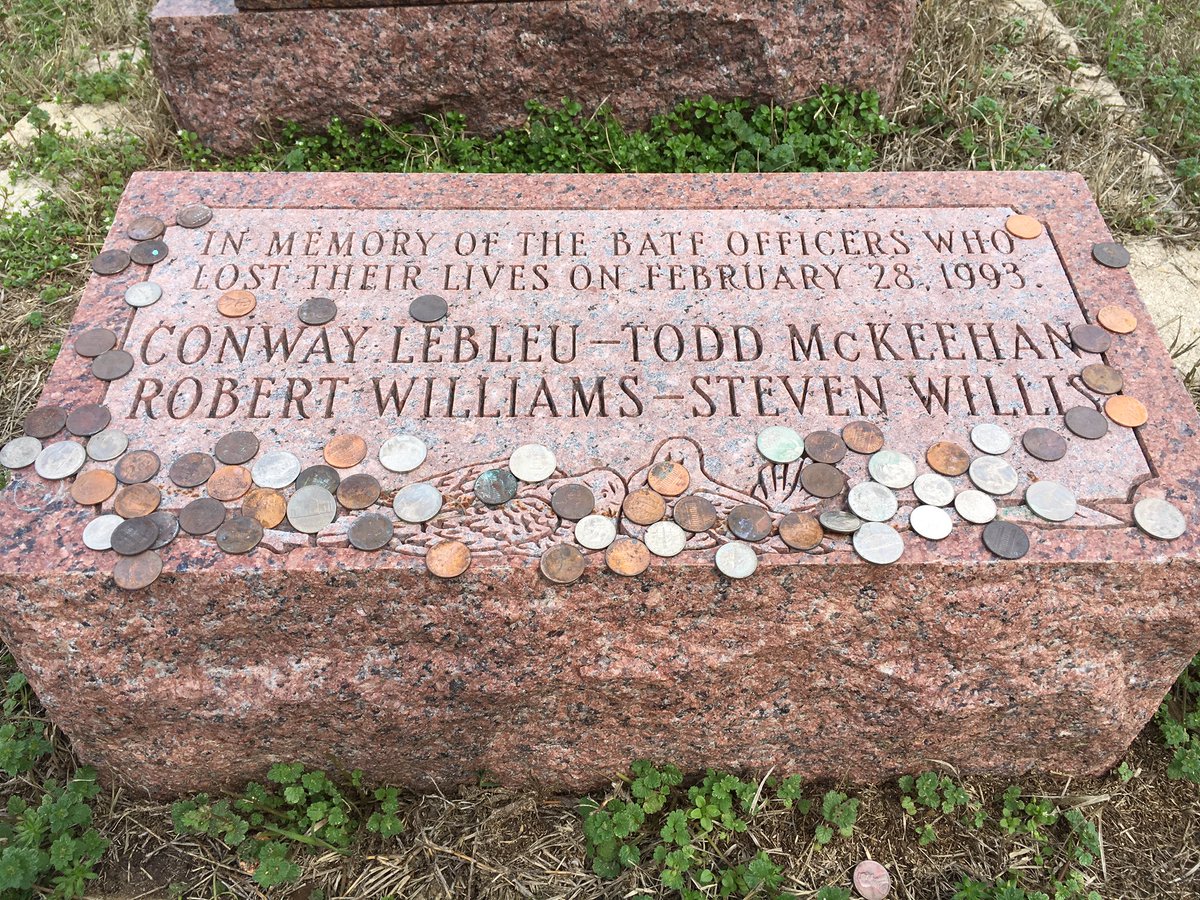 IN MEMORY OF THE BATF OFFICERS WHO
LOST THEIR LIVES ON FEBRUARY 28, 1993.
CONWAY LEBLEU – TODD McKEEHAN
ROBERT WILLIAMS – STEVEN WILLIS